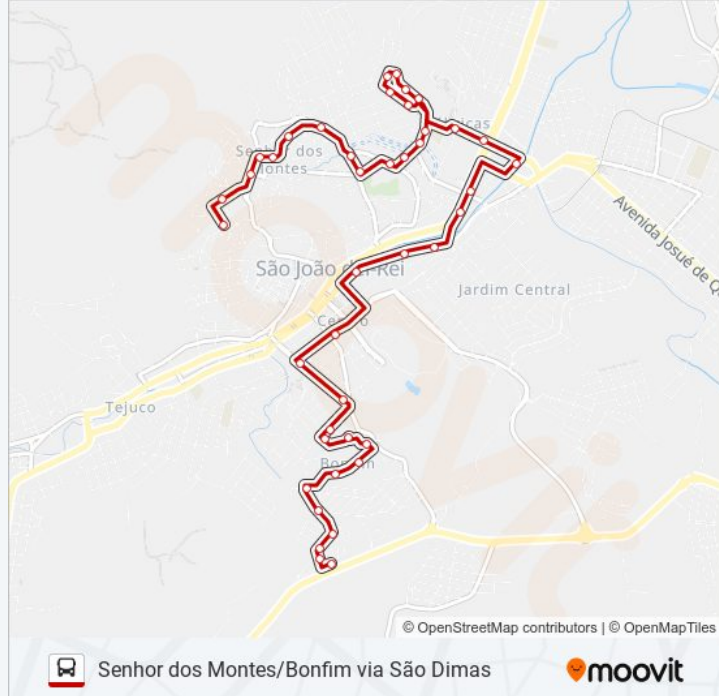 Senhor dos
Montes
São João del-Rei
Jardim Central
Avenida Josué de Q
Centro
Tejuco
Bonfim
© OpenStreetMap contributors | © OpenMapTiles
Senhor dos Montes/Bonfim via São Dimas
moovit